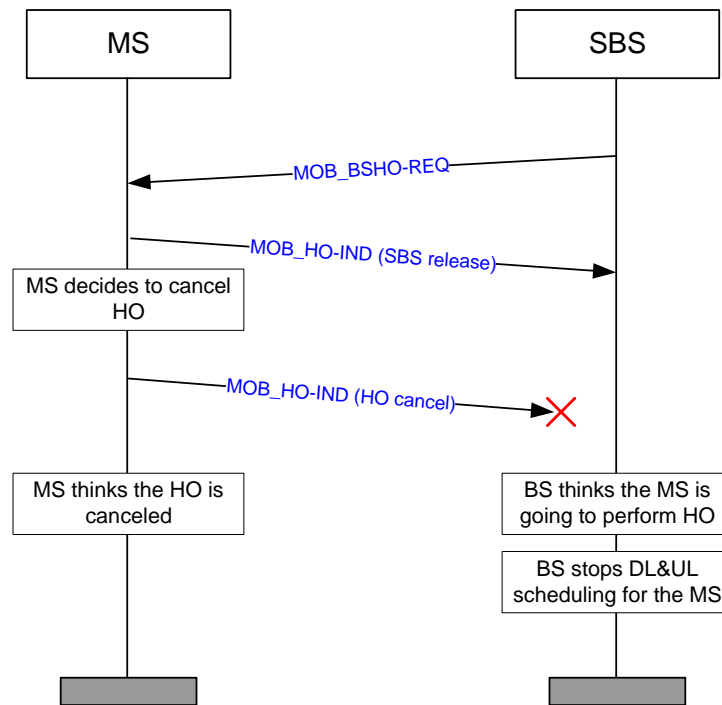 MS
SBS
MOB_BSHO-REQ
MOB_HO-IND (SBS release)
MS decides to cancel
HO
MOB_HO-IND (HO cancel)
MS thinks the HO is
canceled
BS thinks the MS is
going to perform HO
BS stops DL&UL
scheduling for the MS